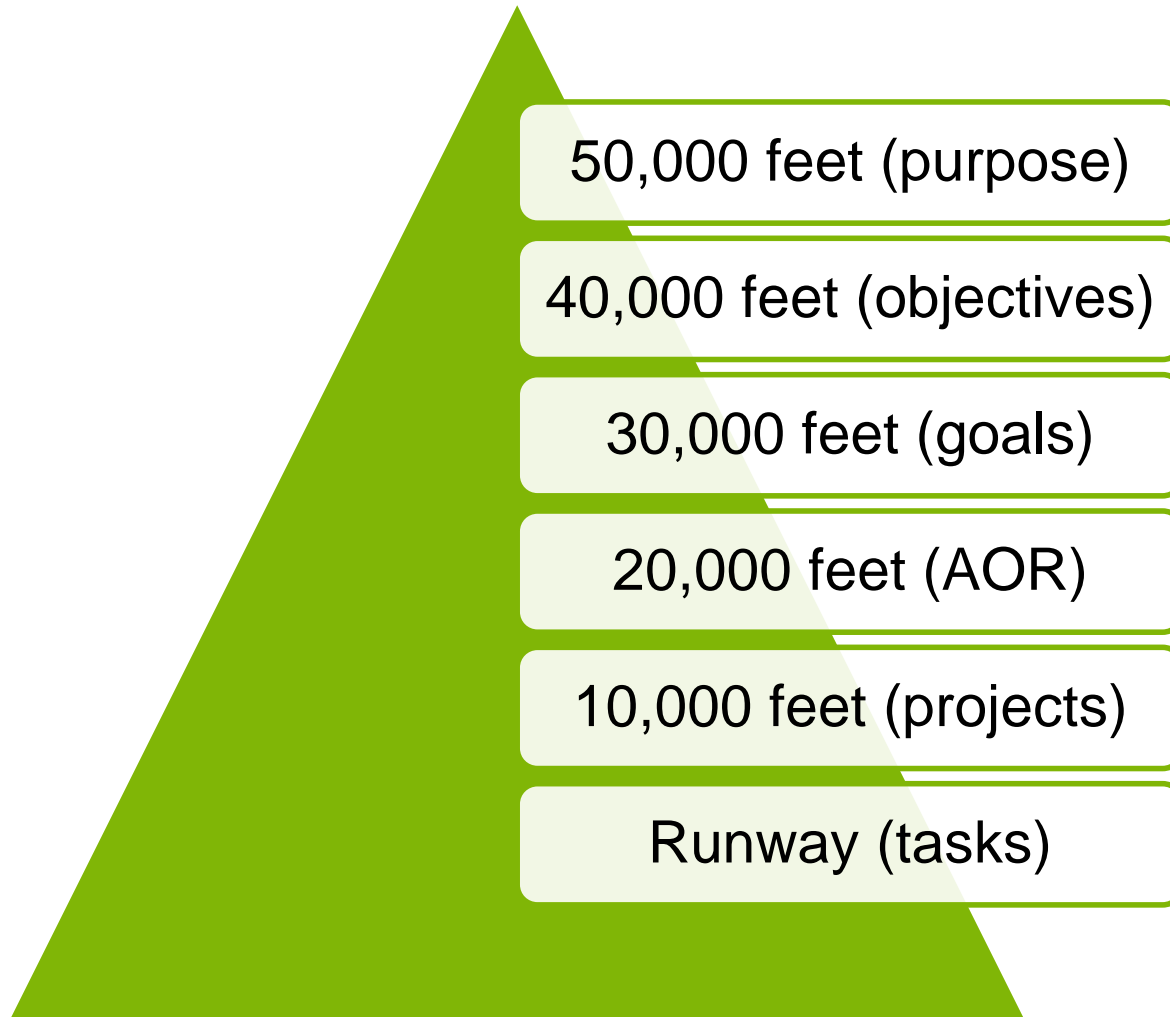 50,000 feet (purpose)
40,000 feet (objectives)
30,000 feet (goals)
20,000 feet (AOR)
10,000 feet (projects)
Runway (tasks)